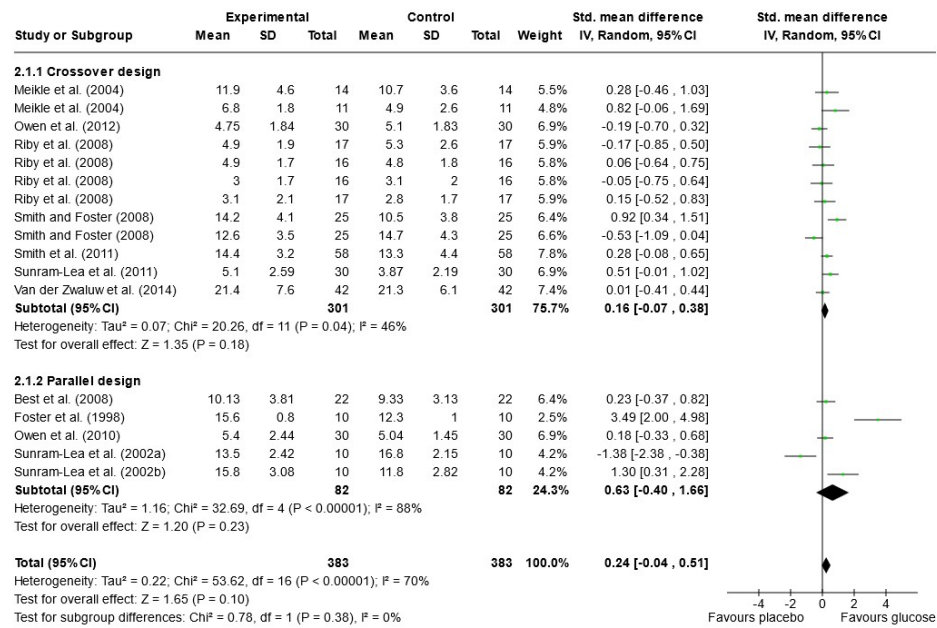 Experimental Control Std. mean difference Std. mean difference
Study or Subgroup Mean SD Total Mean SD Total Weight IV, Random, 95%CI IV, Random, 95%CI
2.1.1 Crossover design
Meikle et al. (2004) 11.9 4.6 14 10.7 3.6 14 5.5% 0.28 [-0.46 , 1.03]
Meikle et al. (2004) 6.8 1.8 11 4.9 2.6 11 4.8% 0.82 [-0.06 , 1.69]
Owen et al. (2012) 4.75 1.84 30 5.1 1.83 30 6.9% -0.19 [-0.70 , 0.32]
Riby et al. (2008) 4.9 1.9 17 5.3 2.6 17 5.9% -0.17 [-0.85 , 0.50]
Riby et al. (2008) 4.9 1.7 16 4.8 1.8 16 5.8% 0.06 [-0.64 , 0.75]
Riby et al. (2008) 3 1.7 16 3.1 2 16 5.8% -0.05 [-0.75 , 0.64]
Riby et al. (2008) 3.1 2.1 17 2.8 1.7 17 5.9% 0.15 [-0.52 , 0.83]
Smith and Foster (2008) 14.2 4.1 25 10.5 3.8 25 6.4% 0.92 [0.34 , 1.51]
Smith and Foster (2008) 12.6 3.5 25 14.7 4.3 25 6.5% -0.53 [-1.09 , 0.04]
Smith et al. (2011) 14.4 3.2 58 13.3 4.4 58 7.8% 0.28 [-0.08 , 0.65]
Sunram-Lea et al. (2011) 5.1 2.59 30 3.87 2.19 30 6.8% 0.51 [-0.01 , 1.02]
Van der Zwaluw et al. (2014) 21.4 7.6 42 21.3 6.1 42 7.4% 0.01 [-0.41 , 0.44]
Subtotal (95%CI) 301 301 75.7% 0.16 [-0.07 , 0.38]
Heterogeneity: Tau² = 0.07; Chi² = 20.26, df = 11 (P = 0.04); I² = 46%
Test for overall effect: Z = 1.35 (P = 0.18)
2.1.2 Parallel design
Best et al. (2008) 10.13 3.81 22 9.33 3.13 22 6.4% 0.23 [-0.37 , 0.82]
Foster et al. (1998) 15.6 0.8 10 12.3 1 10 2.5% 3.49 [2.00 , 4.98]
Owen et al. (2010) 5.4 2.44 30 5.04 1.45 30 6.9% 0.18 [-0.33 , 0.68]
Sunram-Lea et al. (2002a) 13.5 2.42 10 16.8 2.15 10 4.2% -1.38 [-2.38 , -0.38]
Sunram-Lea et al. (2002b) 15.8 3.08 10 11.8 2.82 10 4.2% 1.30 [0.31 , 2.28]
Subtotal (95%CI) 82 82 24.3% 0.63 [-0.40 , 1.66]
Heterogeneity: Tau² = 1.16; Chi² = 32.69, df = 4 (P < 0.00001); I² = 88%
Test for overall effect: Z = 1.20 (P = 0.23)
Total (95%CI) 383 383 100.0% 0.24 [-0.04 , 0.51]
Heterogeneity: Tau² = 0.22; Chi² = 53.62, df = 16 (P < 0.00001); I² = 70%
Test for overall effect: Z = 1.65 (P = 0.10)
Test for subgroup differences: Chi² = 0.78, df = 1 (P = 0.38), I² = 0%
-4 -2 0 2 4
Favours placebo Favours glucose